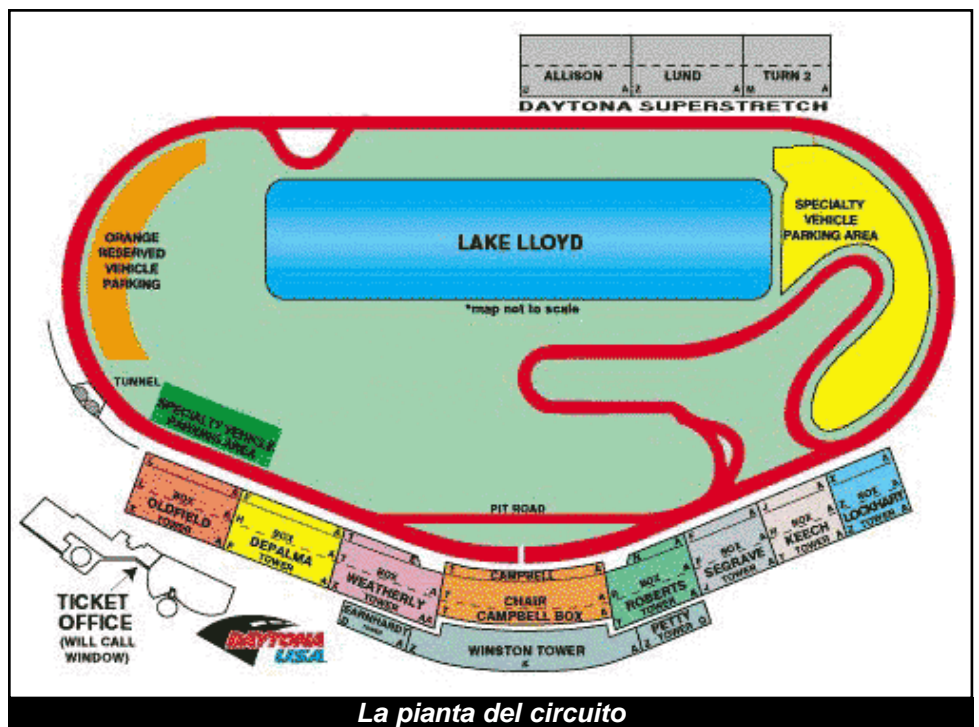 ALLISON
LUND
TURN 2
U A Z A M A
DAYTONA SUPERSTRETCH
ORANGE
RESERVED
VEHICLE
PARKING
LAKE LLOYD
*map not to scale
SPECIALTY
VEHICLE
PARKING AREA
TUNNEL
SPECIALTY VEHICLE
PARKING AREA
PIT ROAD
BOX
OLDFIELD
TOWER
BOX
DEPALMA
TOWER
BOX
WEATHERLY
TOWER
CAMPBELL
CHAIR
CAMPBELL BOX
BOX
ROBERTS
TOWER
BOX
SEGRAVE
TOWER
BOX
KEECH
TOWER
BOX
LOCKHART
TOWER
EARNHARDT
TOWER
WINSTON TOWER
PETTY
TOWER
TICKET
OFFICE
(WILL CALL
WINDOW)
DAYTONA
USA
La pianta del circuito